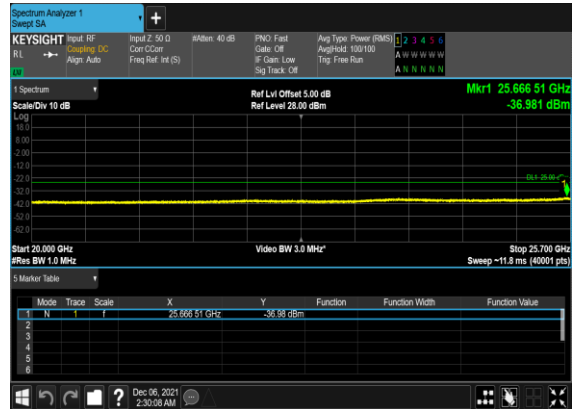 Spectrum Analyzer 1
Swept SA
+
KEYSIGHT Input: RF Input Z: 50 Ω #Atten: 40 dB PNO: Fast Avg Type: Power (RMS) 1 2 3 4 5 6
RL Coupling: DC Corr CCorr Gate: Off Avg|Hold: 100/100 A W W W W W
Align: Auto Freq Ref: Int (S) IF Gain: Low Trig: Free Run A N N N N N
Sig Track: Off
1 Spectrum Ref Lvl Offset 5.00 dB Mkr1 25.666 51 GHz
Scale/Div 10 dB Ref Level 28.00 dBm -36.981 dBm
Log
18.0
8.00
-2.00
-12.0
-22.0
DL1 -25.00
-32.0
-42.0
-52.0
-62.0
Start 20.000 GHz Video BW 3.0 MHz* Stop 25.700 GHz
#Res BW 1.0 MHz Sweep ~11.8 ms (40001 pts)
5 Marker Table
Mode Trace Scale X Y Function Function Width Function Value
1 N 1 f 25.666 51 GHz -36.98 dBm
2
3
4
5
6
? Dec 06, 2021
2:30:08 AM